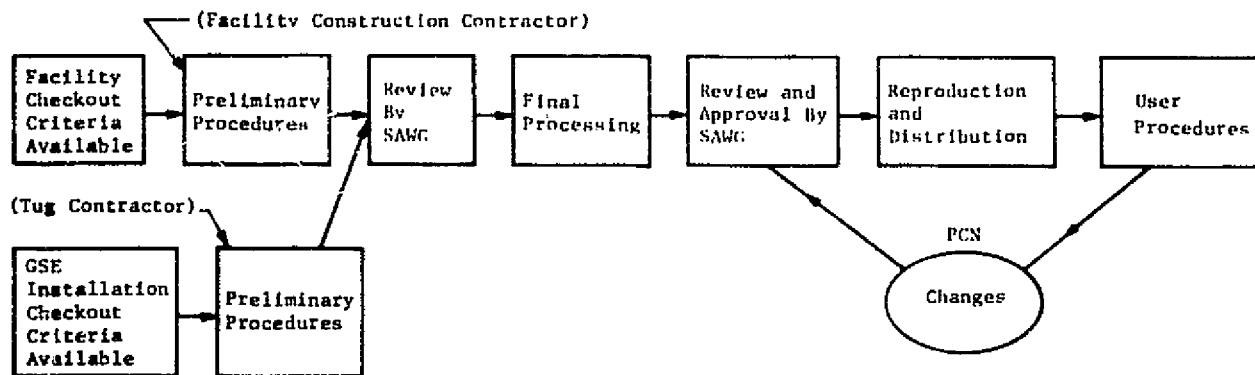 (Facility Construction Contractor)
Facility
Checkout
Criteria
Available
Preliminary
Procedures
Review
By
SAWG
Final
Processing
Review and
Approval By
SAWG
Reproduction
and
Distribution
User
Procedures
(Tug Contractor)
GSE
Installation
Checkout
Criteria
Available
Preliminary
Procedures
PCN
Changes